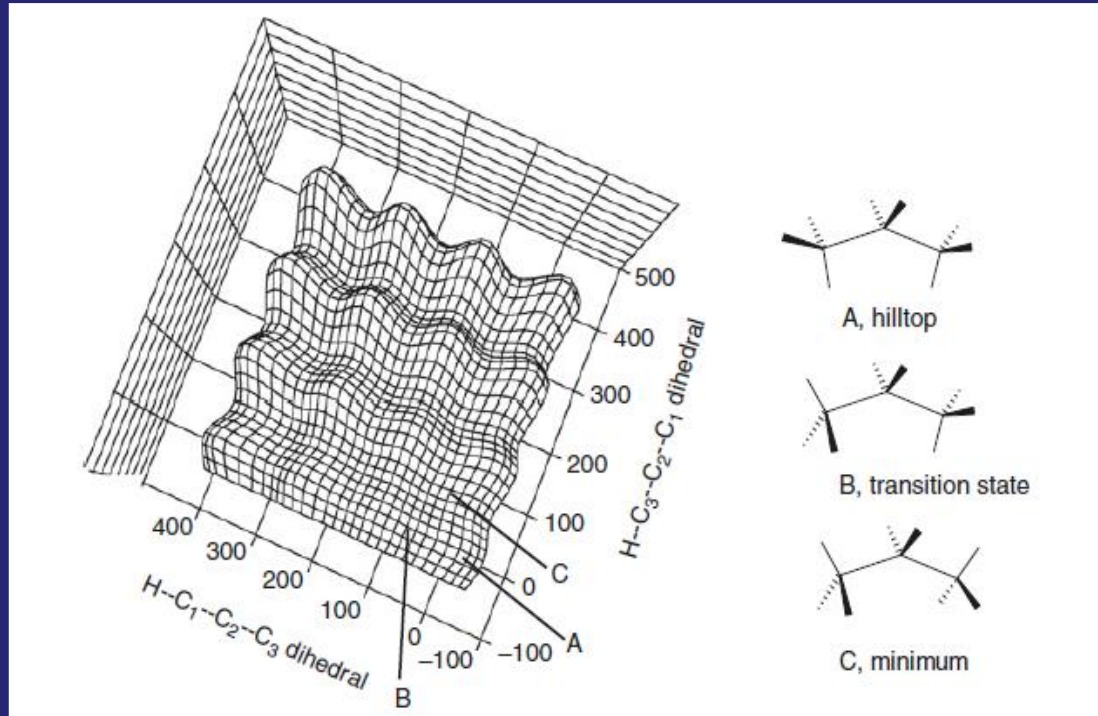 500
400
300
200
100
0
-100
H--C3--C2--C1 dihedral
400
300
200
100
0
-100
H--C1--C2--C3 dihedral
C
A
B
A, hilltop
B, transition state
C, minimum